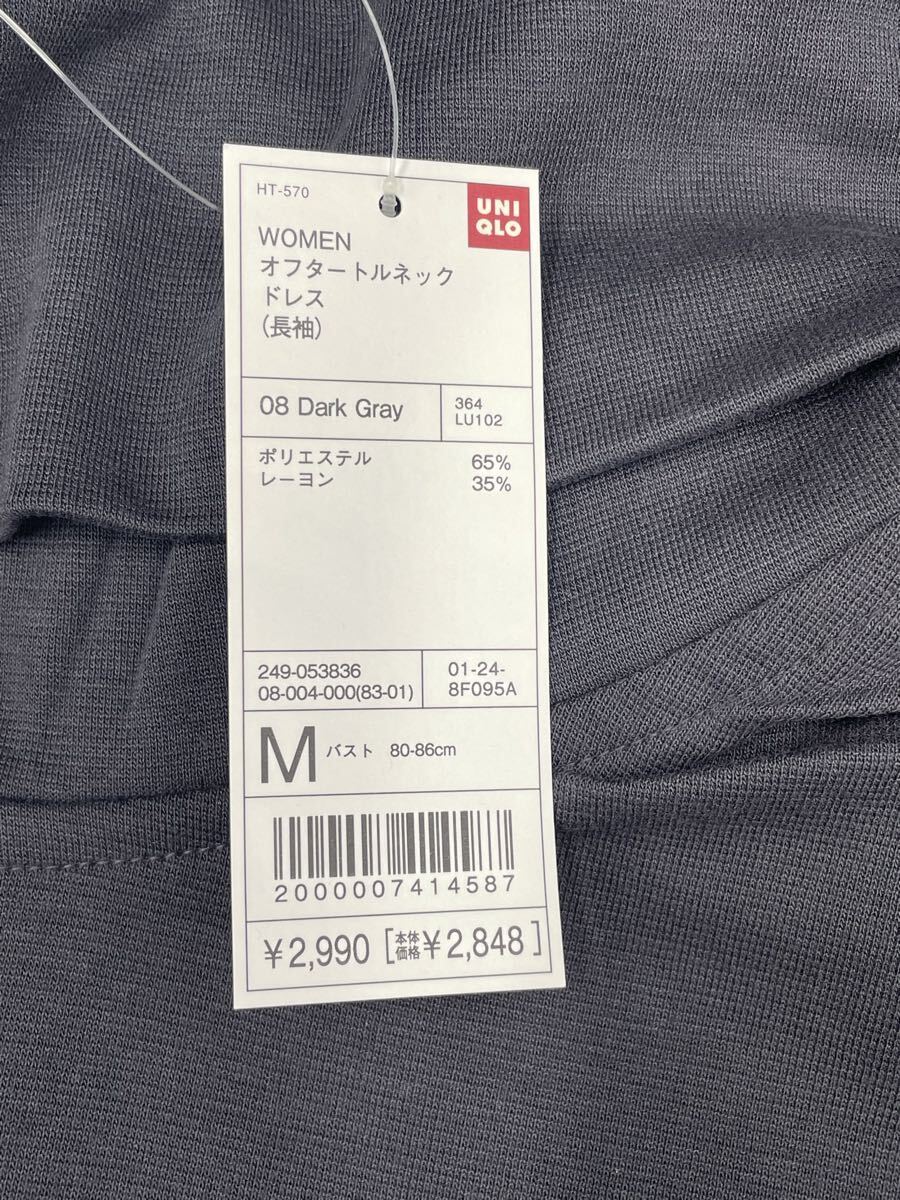 HT-570
UNI
QLO
WOMEN
オフタートルネック
ドレス
(長袖)
08 Dark Gray
364
LU102
ポリエステル 65%
レーヨン 35%
249-053836
08-004-000(83-01)
01-24-
8F095A
M バスト 80-86cm
2000007414587
¥2,990 [本体価格¥2,848]